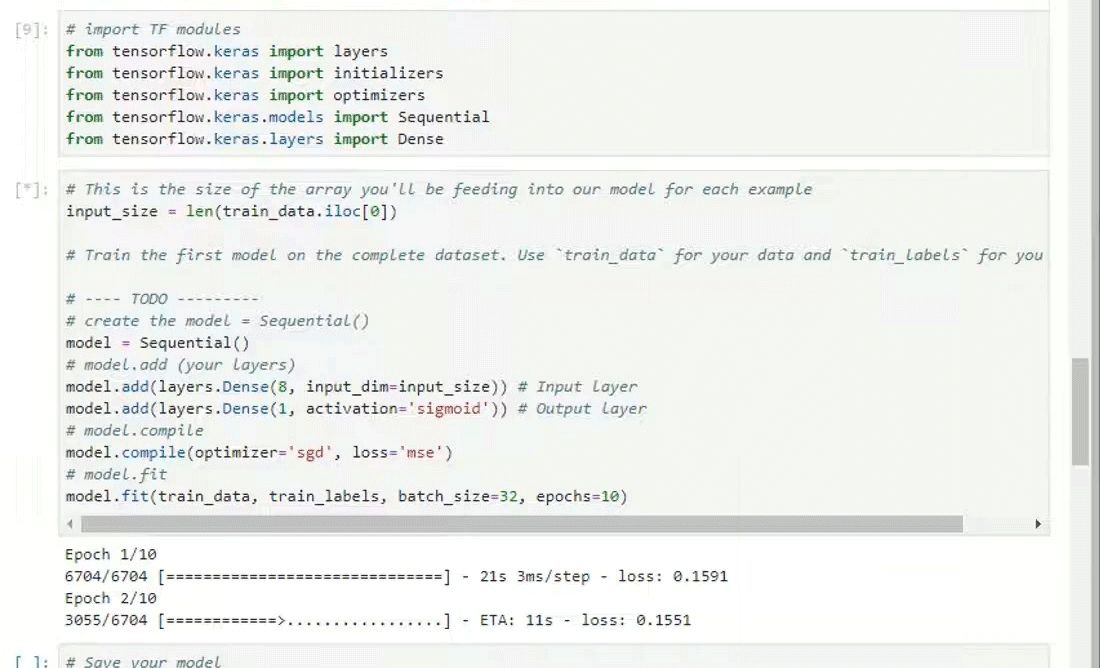 [9]: # import TF modules
from tensorflow.keras import layers
from tensorflow.keras import initializers
from tensorflow.keras import optimizers
from tensorflow.keras.models import Sequential
from tensorflow.keras.layers import Dense
[*]: # This is the size of the array you'll be feeding into our model for each example
input_size = len(train_data.iloc[0])
# Train the first model on the complete dataset. Use `train_data` for your data and `train_labels` for you
# ---- TODO ---------
# create the model = Sequential()
model = Sequential()
# model.add (your layers)
model.add(layers.Dense(8, input_dim=input_size)) # Input layer
model.add(layers.Dense(1, activation='sigmoid')) # Output layer
# model.compile
model.compile(optimizer='sgd', loss='mse')
# model.fit
model.fit(train_data, train_labels, batch_size=32, epochs=10)
Epoch 1/10
6704/6704 [==============================] - 21s 3ms/step - loss: 0.1591
Epoch 2/10
3055/6704 [============>.................] - ETA: 11s - loss: 0.1551
[ ]: # Save your model